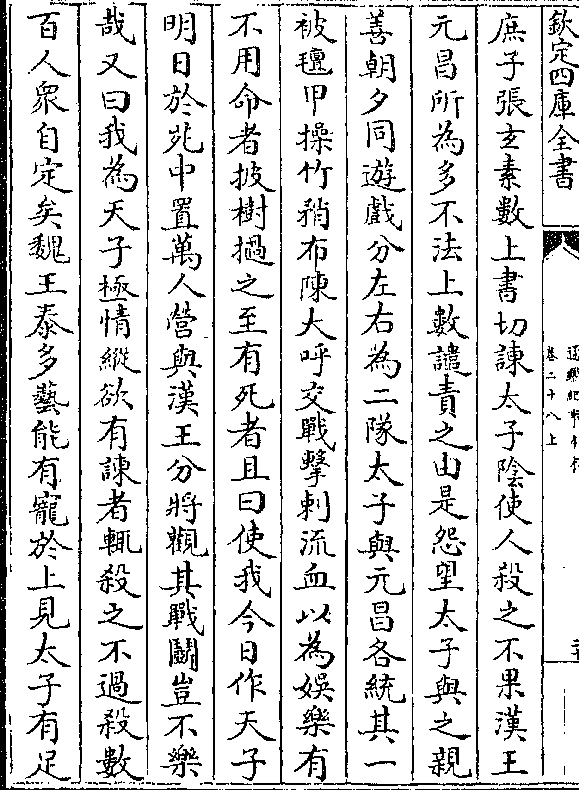 欽定四庫全書
通鑑紀事本末
卷二十八上
庶子張玄素數上書切諫太子陰使人殺之不果漢王
元昌所為多不法上數譴責之由是怨望太子與之親
善朝夕同遊戲分左右為二隊太子與元昌各統其一
被氊甲操竹矟布陳大呼交戰擊刺流血以為娛樂有
不用命者披樹撾之至有死者且曰使我今日作天子
明日於苑中置萬人營與漢王分將觀其戰鬭豈不樂
哉又曰我為天子極情縱欲有諫者輒殺之不過殺數
百人衆自定矣魏王泰多藝能有寵於上見太子有足